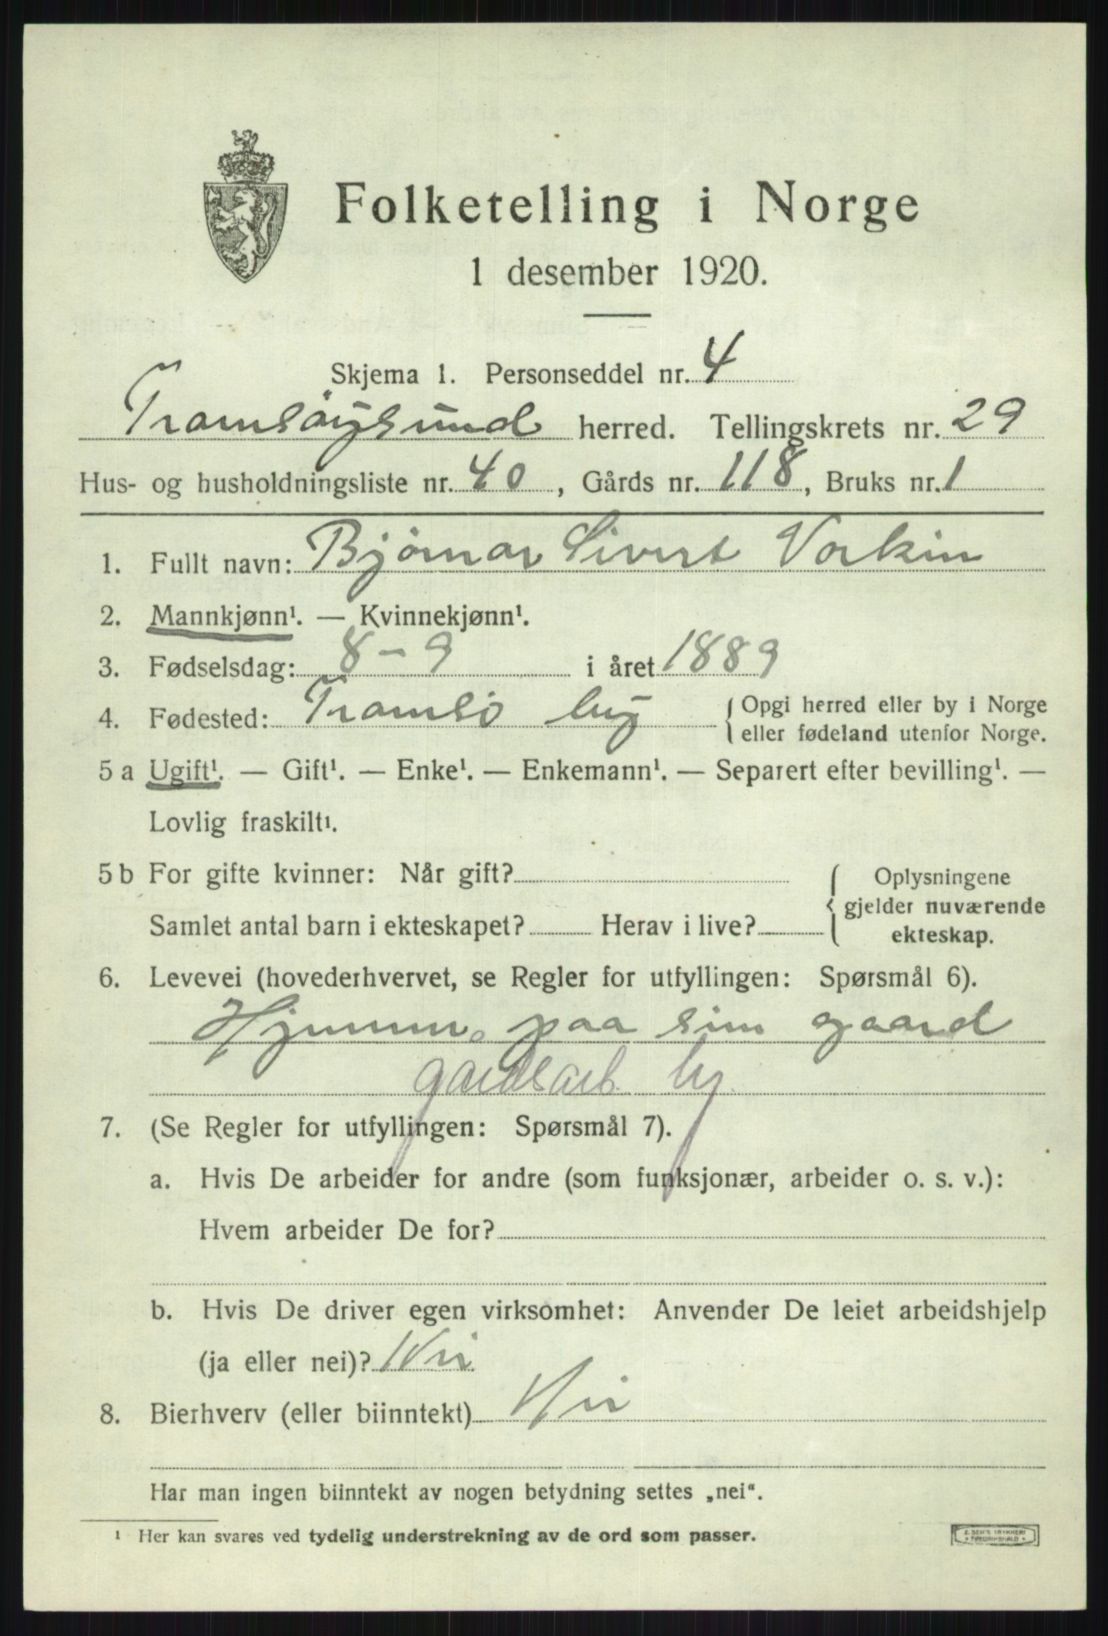 Folketelling i Norge
1 desember 1920.
Skjema 1. Personseddel nr. 4
Tromsøysund herred. Tellingskrets nr. 29
Hus- og husholdningsliste nr. 40, Gårds nr. 118, Bruks nr. 1
1. Fullt navn: Bjørnar Sivert Vorkin
2. Mannkjønn¹. — Kvinnekjønn¹.
3. Fødselsdag: 8-9 i året 1889
4. Fødested: Tromsø by { Opgi herred eller by i Norge
eller fødeland utenfor Norge.
5 a Ugift¹. — Gift¹. — Enke¹. — Enkemann¹. — Separert efter bevilling¹. —
Lovlig fraskilt¹.
5 b For gifte kvinner: Når gift? { Oplysningene
gjelder nuværende
Samlet antal barn i ekteskapet? Herav i live?
ekteskap.
6. Levevei (hovederhvervet, se Regler for utfyllingen: Spørsmål 6).
Hjemme paa sin gaard
gårdsarb. by
7. (Se Regler for utfyllingen: Spørsmål 7).
a. Hvis De arbeider for andre (som funksjonær, arbeider o. s. v.):
Hvem arbeider De for?
b. Hvis De driver egen virksomhet: Anvender De leiet arbeidshjelp
(ja eller nei)? Nei
8. Bierhverv (eller biinntekt) Nei
Har man ingen biinntekt av nogen betydning settes „nei“.
¹ Her kan svares ved tydelig understrekning av de ord som passer.